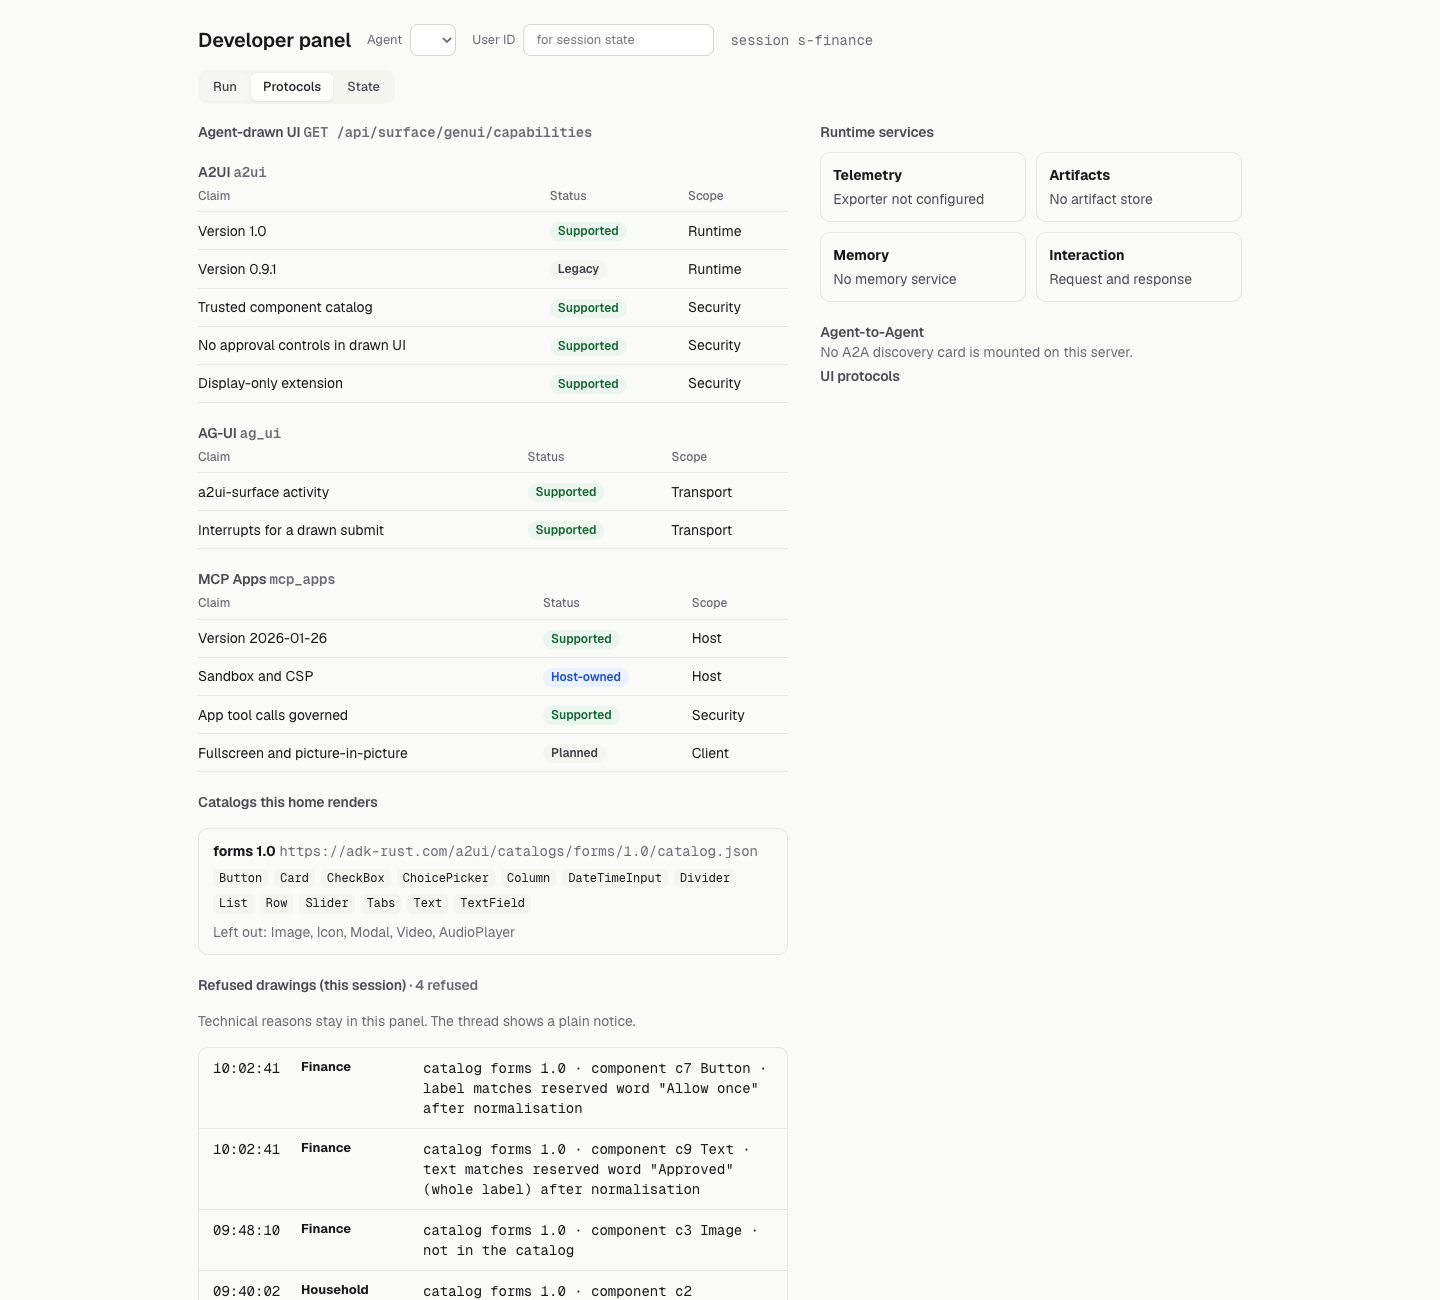 Developer panel Agent User ID for session state session s-finance
Run Protocols State
Agent-drawn UI GET /api/surface/genui/capabilities
A2UI a2ui
Claim Status Scope
Version 1.0 Supported Runtime
Version 0.9.1 Legacy Runtime
Trusted component catalog Supported Security
No approval controls in drawn UI Supported Security
Display-only extension Supported Security
AG-UI ag_ui
Claim Status Scope
a2ui-surface activity Supported Transport
Interrupts for a drawn submit Supported Transport
MCP Apps mcp_apps
Claim Status Scope
Version 2026-01-26 Supported Host
Sandbox and CSP Host-owned Host
App tool calls governed Supported Security
Fullscreen and picture-in-picture Planned Client
Catalogs this home renders
forms 1.0 https://adk-rust.com/a2ui/catalogs/forms/1.0/catalog.json
Button Card CheckBox ChoicePicker Column DateTimeInput Divider
List Row Slider Tabs Text TextField
Left out: Image, Icon, Modal, Video, AudioPlayer
Refused drawings (this session) · 4 refused
Technical reasons stay in this panel. The thread shows a plain notice.
10:02:41 Finance catalog forms 1.0 · component c7 Button ·
label matches reserved word "Allow once"
after normalisation
10:02:41 Finance catalog forms 1.0 · component c9 Text ·
text matches reserved word "Approved"
(whole label) after normalisation
09:48:10 Finance catalog forms 1.0 · component c3 Image ·
not in the catalog
09:40:02 Household catalog forms 1.0 · component c2
Runtime services
Telemetry
Exporter not configured
Artifacts
No artifact store
Memory
No memory service
Interaction
Request and response
Agent-to-Agent
No A2A discovery card is mounted on this server.
UI protocols